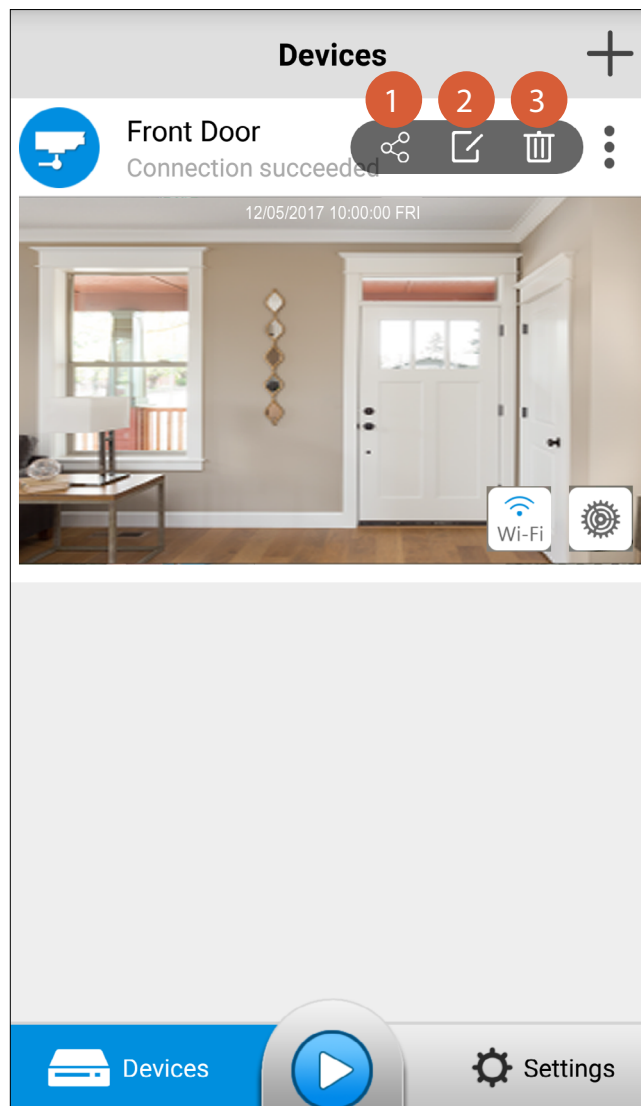 Devices
1 2 3
Front Door
Connection succeeded
12/05/2017 10:00:00 FRI
Wi-Fi
Devices
Settings